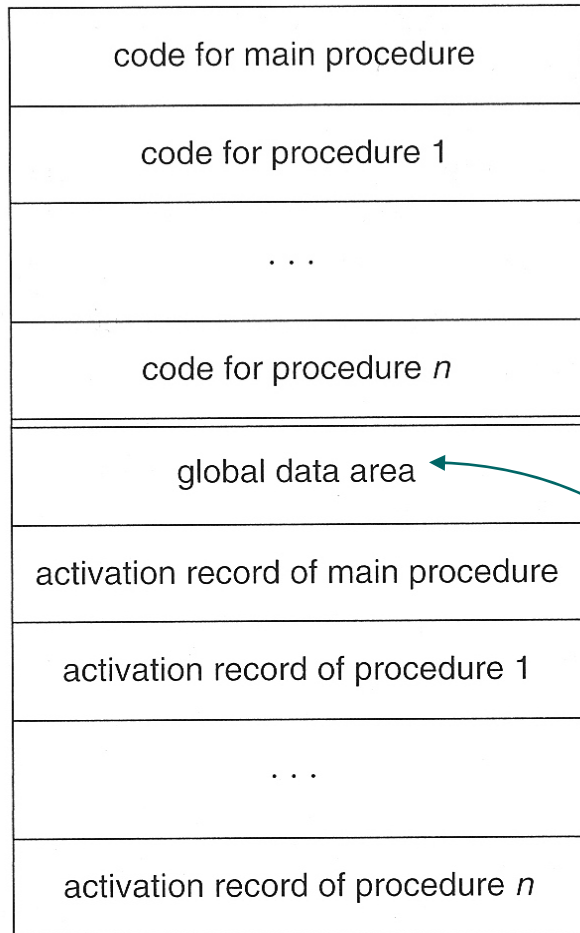 code for main procedure
code for procedure 1
. . .
code for procedure n
global data area
activation record of main procedure
activation record of procedure 1
. . .
activation record of procedure n